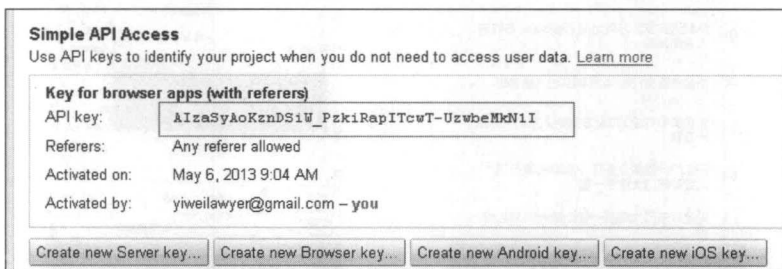 Simple API Access
Use API keys to identify your project when you do not need to access user data. Learn more
Key for browser apps (with referers)
API key: AIzaSyAoKznDSiW_PzkiRapITcwT-UzwbeMkN1I
Referers: Any referer allowed
Activated on: May 6, 2013 9:04 AM
Activated by: yiweilawyer@gmail.com – you
Create new Server key... Create new Browser key... Create new Android key... Create new iOS key...